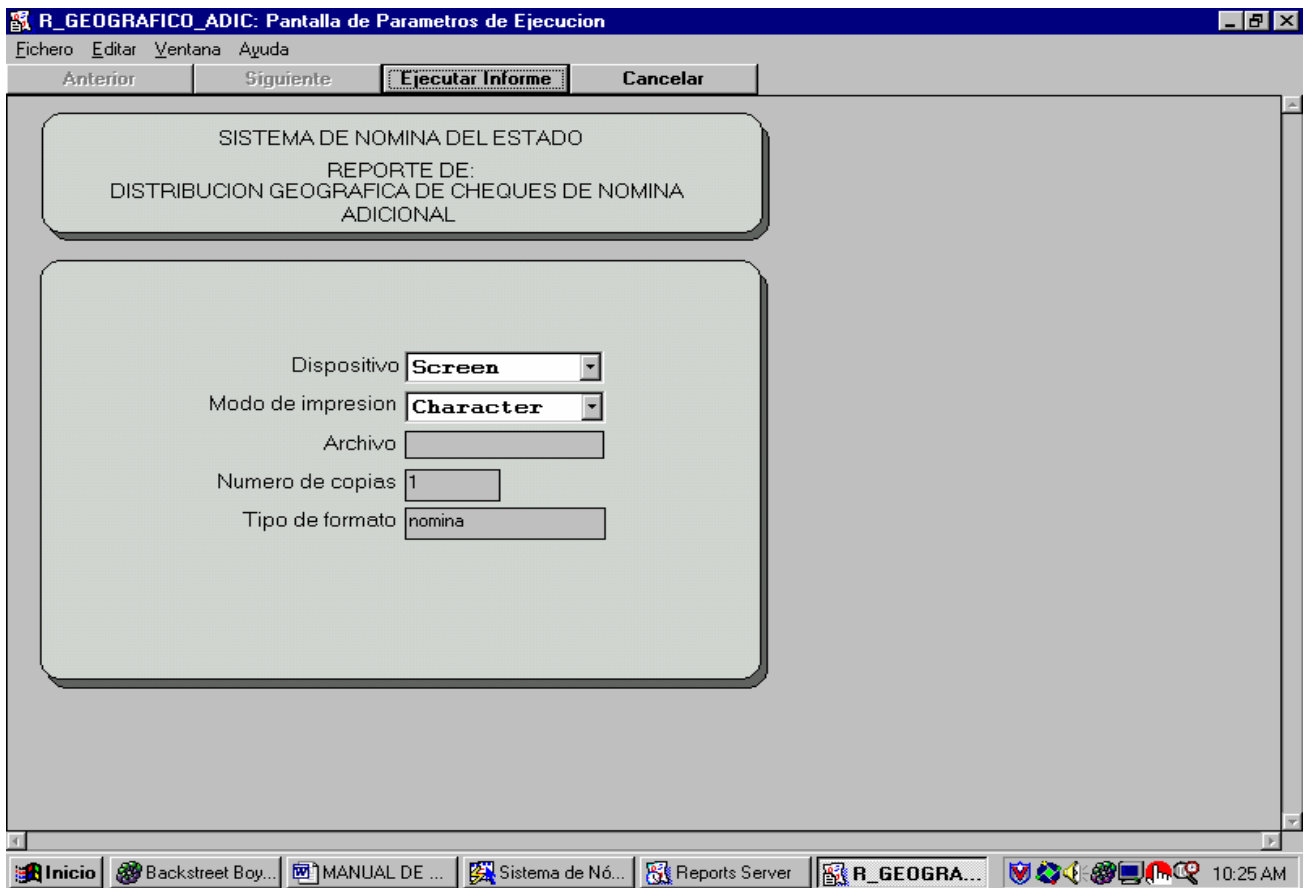 R_GEOGRAFICO_ADIC: Pantalla de Parametros de Ejecucion
Fichero Editar Ventana Ayuda
Anterior Siguiente Ejecutar Informe Cancelar
SISTEMA DE NOMINA DEL ESTADO
REPORTE DE:
DISTRIBUCION GEOGRAFICA DE CHEQUES DE NOMINA
ADICIONAL
Dispositivo Screen
Modo de impresion Character
Archivo
Numero de copias 1
Tipo de formato nomina
Inicio Backstreet Boy... MANUAL DE ... Sistema de Nó... Reports Server R_GEOGRA... 10:25 AM